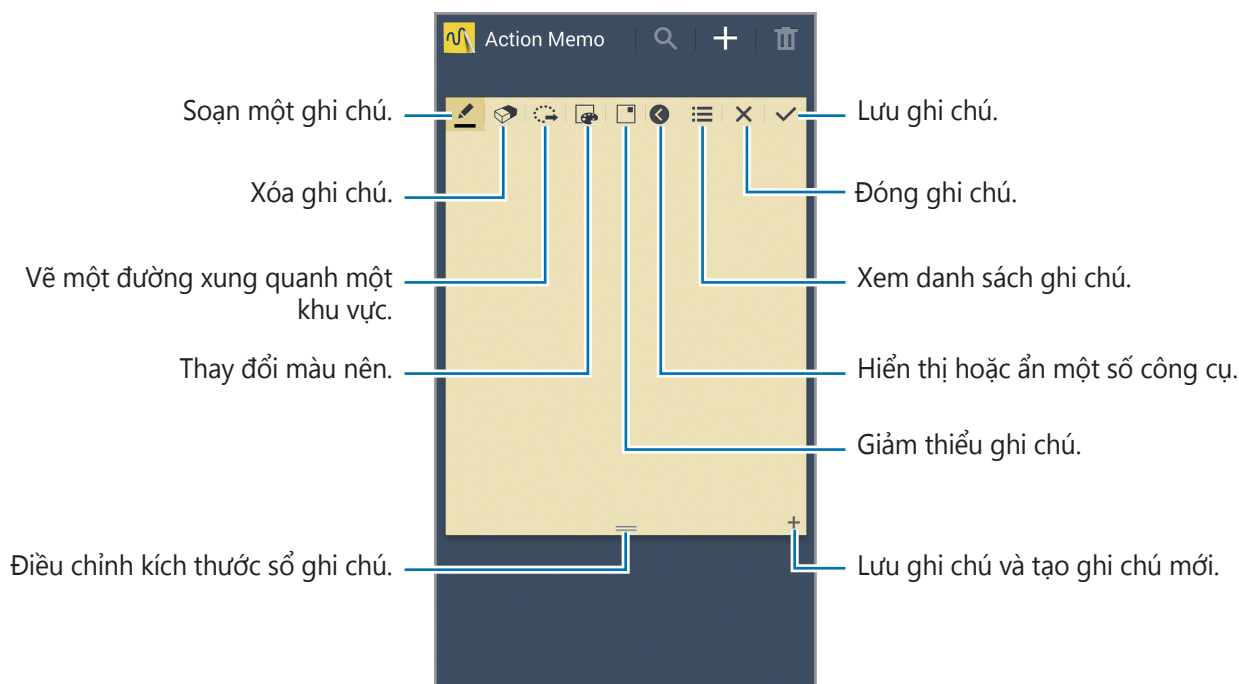 Action Memo
Soạn một ghi chú.
Xóa ghi chú.
Vẽ một đường xung quanh một
khu vực.
Thay đổi màu nên.
Điều chỉnh kích thước sổ ghi chú.
Lưu ghi chú.
Đóng ghi chú.
Xem danh sách ghi chú.
Hiển thị hoặc ẩn một số công cụ.
Giảm thiểu ghi chú.
Lưu ghi chú và tạo ghi chú mới.